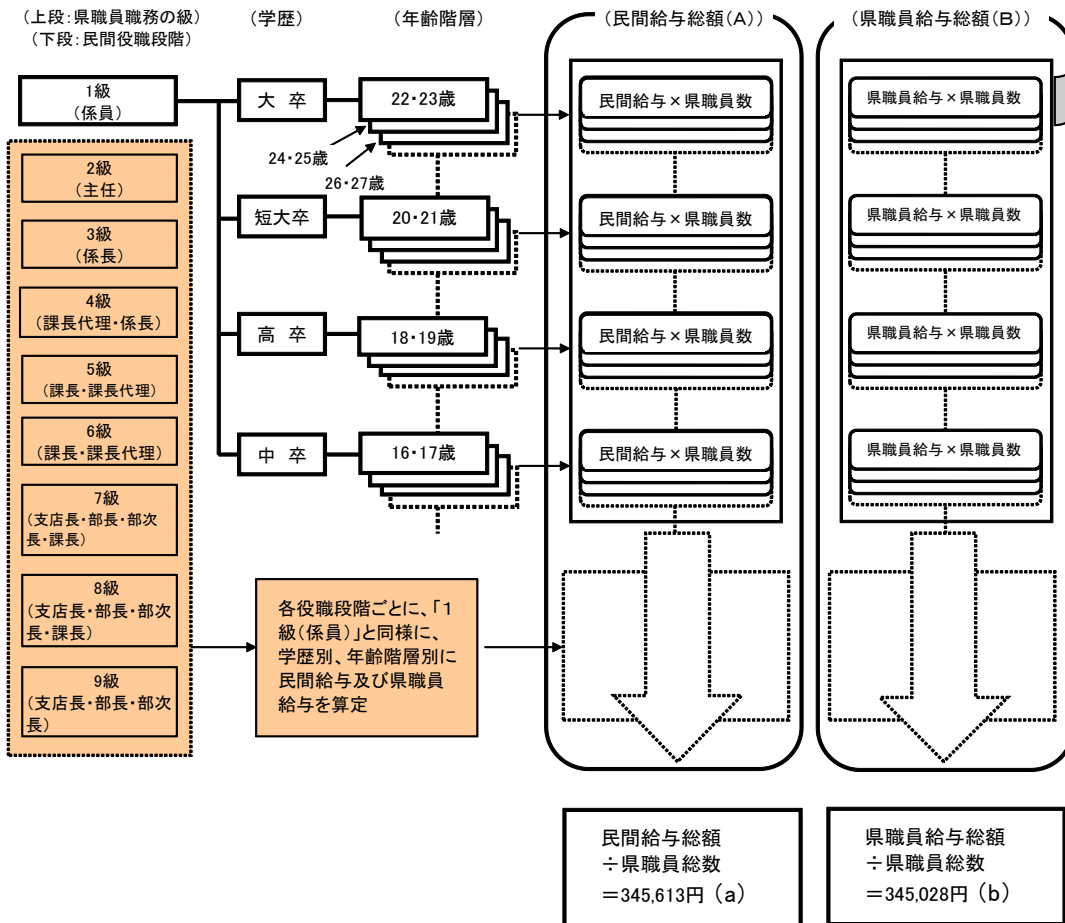 (上段:県職員職務の級)
(下段:民間役職段階)
(学歴)
(年齢階層)
(民間給与総額(A))
(県職員給与総額(B))
1級
(係員)
大 卒
22・23歳
24・25歳
26・27歳
民間給与×県職員数
県職員給与×県職員数
2級
(主任)
短大卒
20・21歳
民間給与×県職員数
県職員給与×県職員数
3級
(係長)
4級
(課長代理・係長)
高 卒
18・19歳
民間給与×県職員数
県職員給与×県職員数
5級
(課長・課長代理)
6級
(課長・課長代理)
中 卒
16・17歳
民間給与×県職員数
県職員給与×県職員数
7級
(支店長・部長・部次
長・課長)
8級
(支店長・部長・部次
長・課長)
9級
(支店長・部長・部次
長)
各役職段階ごとに、「1
級(係員)」と同様に、
学歴別、年齢階層別に
民間給与及び県職員
給与を算定
民間給与総額
÷県職員総数
=345,613円 (a)
県職員給与総額
÷県職員総数
=345,028円 (b)